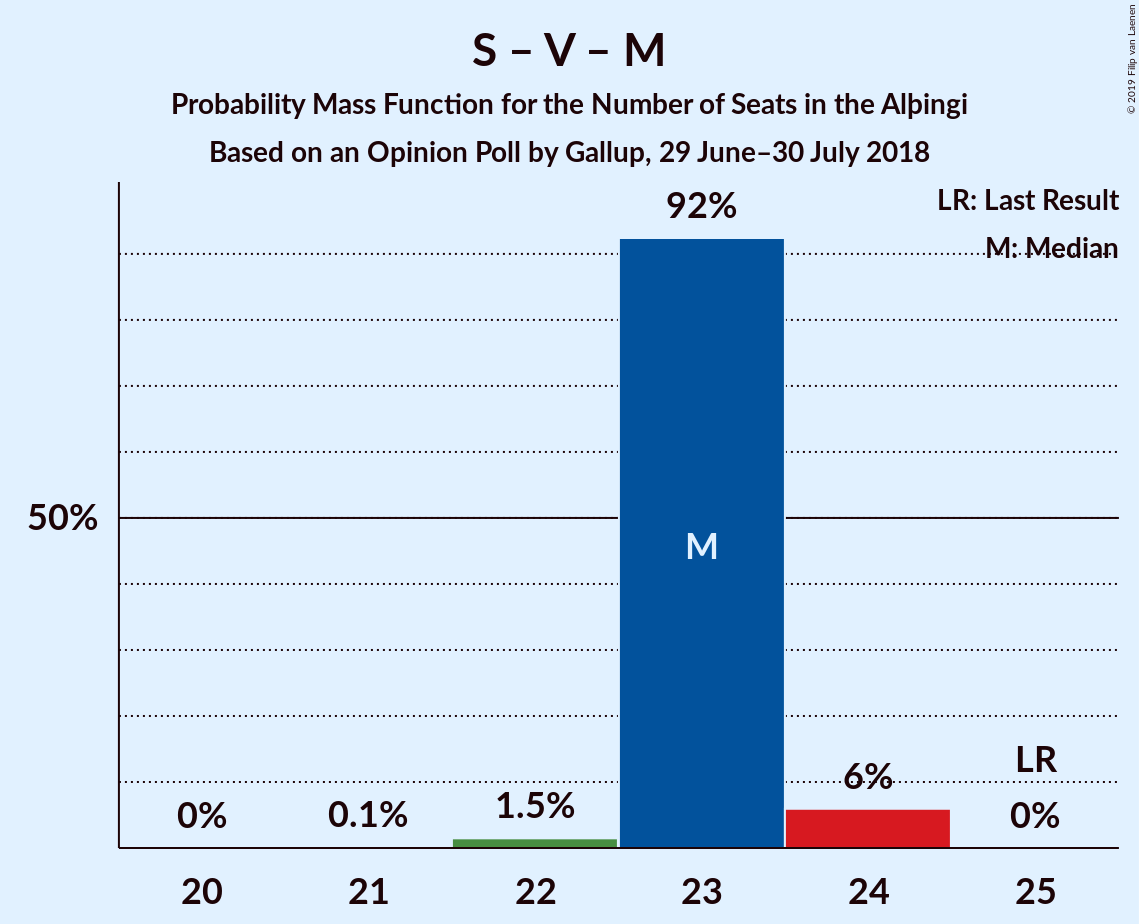 S – V – M
Probability Mass Function for the Number of Seats in the Alþingi
Based on an Opinion Poll by Gallup, 29 June–30 July 2018
© 2019 Filip van Laenen
LR: Last Result
M: Median
92%
50%
M
LR
6%
1.5%
0%
0.1%
0%
20
21
22
23
24
25